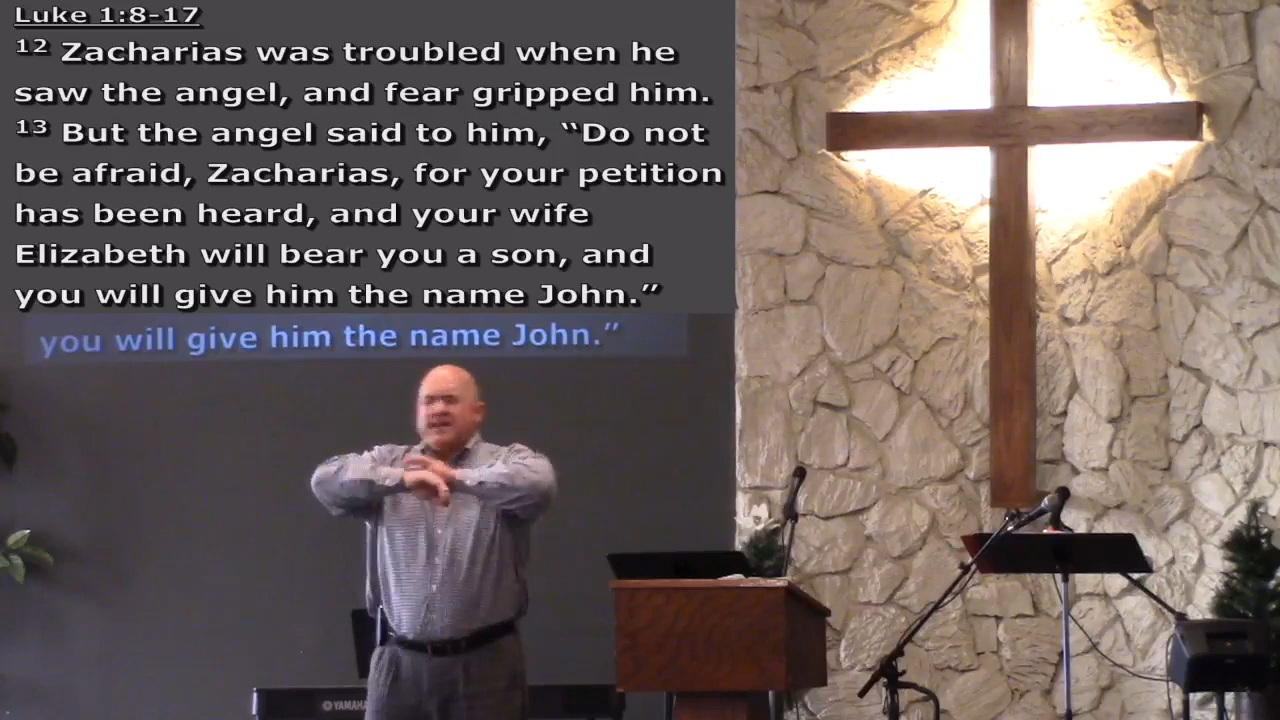 Luke 1:8-17
12 Zacharias was troubled when he
saw the angel, and fear gripped him.
13 But the angel said to him, “Do not
be afraid, Zacharias, for your petition
has been heard, and your wife
Elizabeth will bear you a son, and
you will give him the name John.”
you will give him the name John.”
YAMAHA